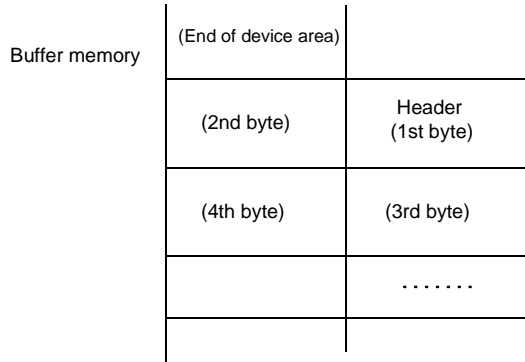 (End of device area)
Buffer memory
(2nd byte)
Header
(1st byte)
(4th byte)
(3rd byte)
.......